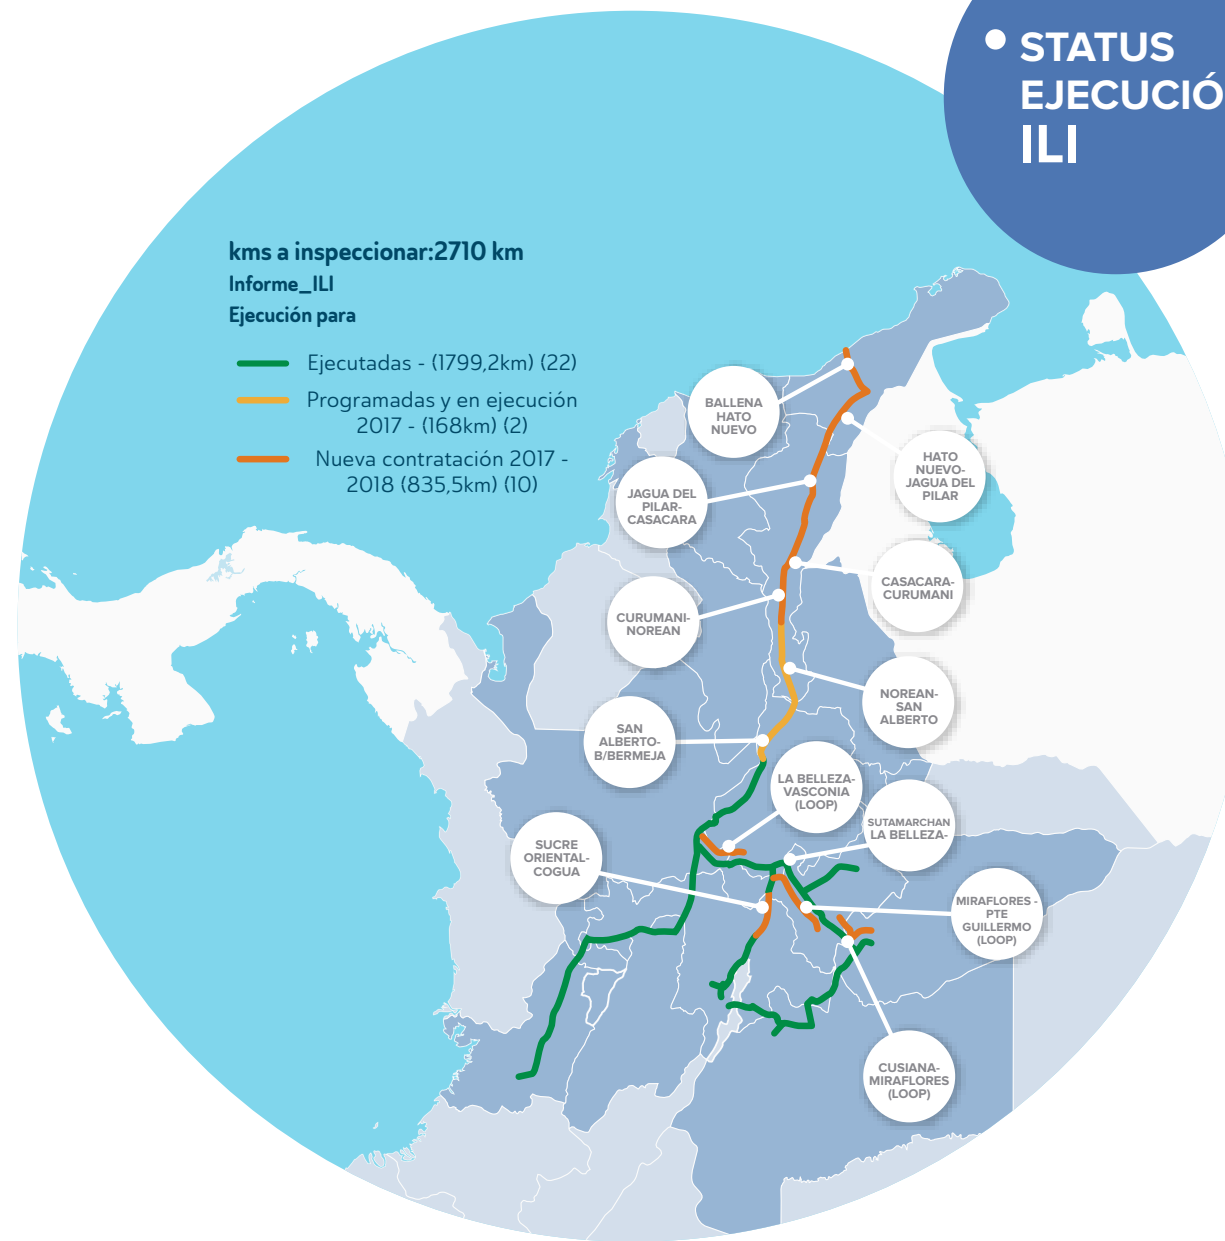 STATUS
EJECUCIÓ
ILI
kms a inspeccionar:2710 km
Informe_ILI
Ejecución para
Ejecutadas - (1799,2km) (22)
Programadas y en ejecución
2017 - (168km) (2)
Nueva contratación 2017 -
2018 (835,5km) (10)
BALLENA
HATO
NUEVO
HATO
NUEVO-
JAGUA DEL
PILAR
JAGUA DEL
PILAR-
CASACARA
CASACARA-
CURUMANI
CURUMANI-
NOREAN
NOREAN-
SAN
ALBERTO
SAN
ALBERTO-
B/BERMEJA
LA BELLEZA-
VASCONIA
(LOOP)
SUTAMARCHAN
LA BELLEZA-
SUCRE
ORIENTAL-
COGUA
MIRAFLORES -
PTE
GUILLERMO
(LOOP)
CUSIANA-
MIRAFLORES
(LOOP)